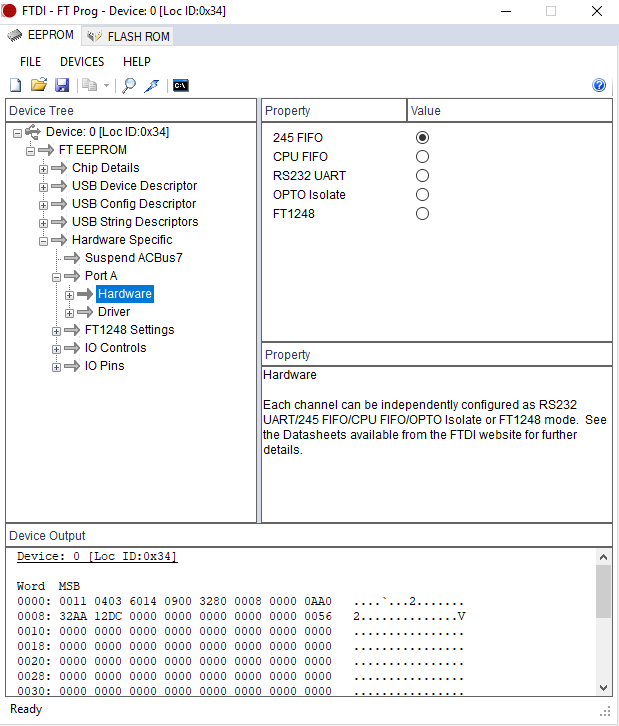 FTDI - FT Prog - Device: 0 [Loc ID:0x34]
EEPROM FLASH ROM
FILE DEVICES HELP
C:\
?
Device Tree
Device: 0 [Loc ID:0x34]
FT EEPROM
Chip Details
USB Device Descriptor
USB Config Descriptor
USB String Descriptors
Hardware Specific
Suspend ACBus7
Port A
Hardware
Driver
FT1248 Settings
IO Controls
IO Pins
Property Value
245 FIFO
CPU FIFO
RS232 UART
OPTO Isolate
FT1248
Property
Hardware
Each channel can be independently configured as RS232
UART/245 FIFO/CPU FIFO/OPTO Isolate or FT1248 mode.  See
the Datasheets available from the FTDI website for further
details.
Device Output
Device: 0 [Loc ID:0x34]
Word  MSB
0000: 0011 0403 6014 0900 3280 0008 0000 0AA0   ....`...2.......
0008: 32AA 12DC 0000 0000 0000 0000 0000 0056   2..............V
0010: 0000 0000 0000 0000 0000 0000 0000 0000   ................
0018: 0000 0000 0000 0000 0000 0000 0000 0000   ................
0020: 0000 0000 0000 0000 0000 0000 0000 0000   ................
0028: 0000 0000 0000 0000 0000 0000 0000 0000   ................
0030: 0000 0000 0000 0000 0000 0000 0000 0000   ................
Ready